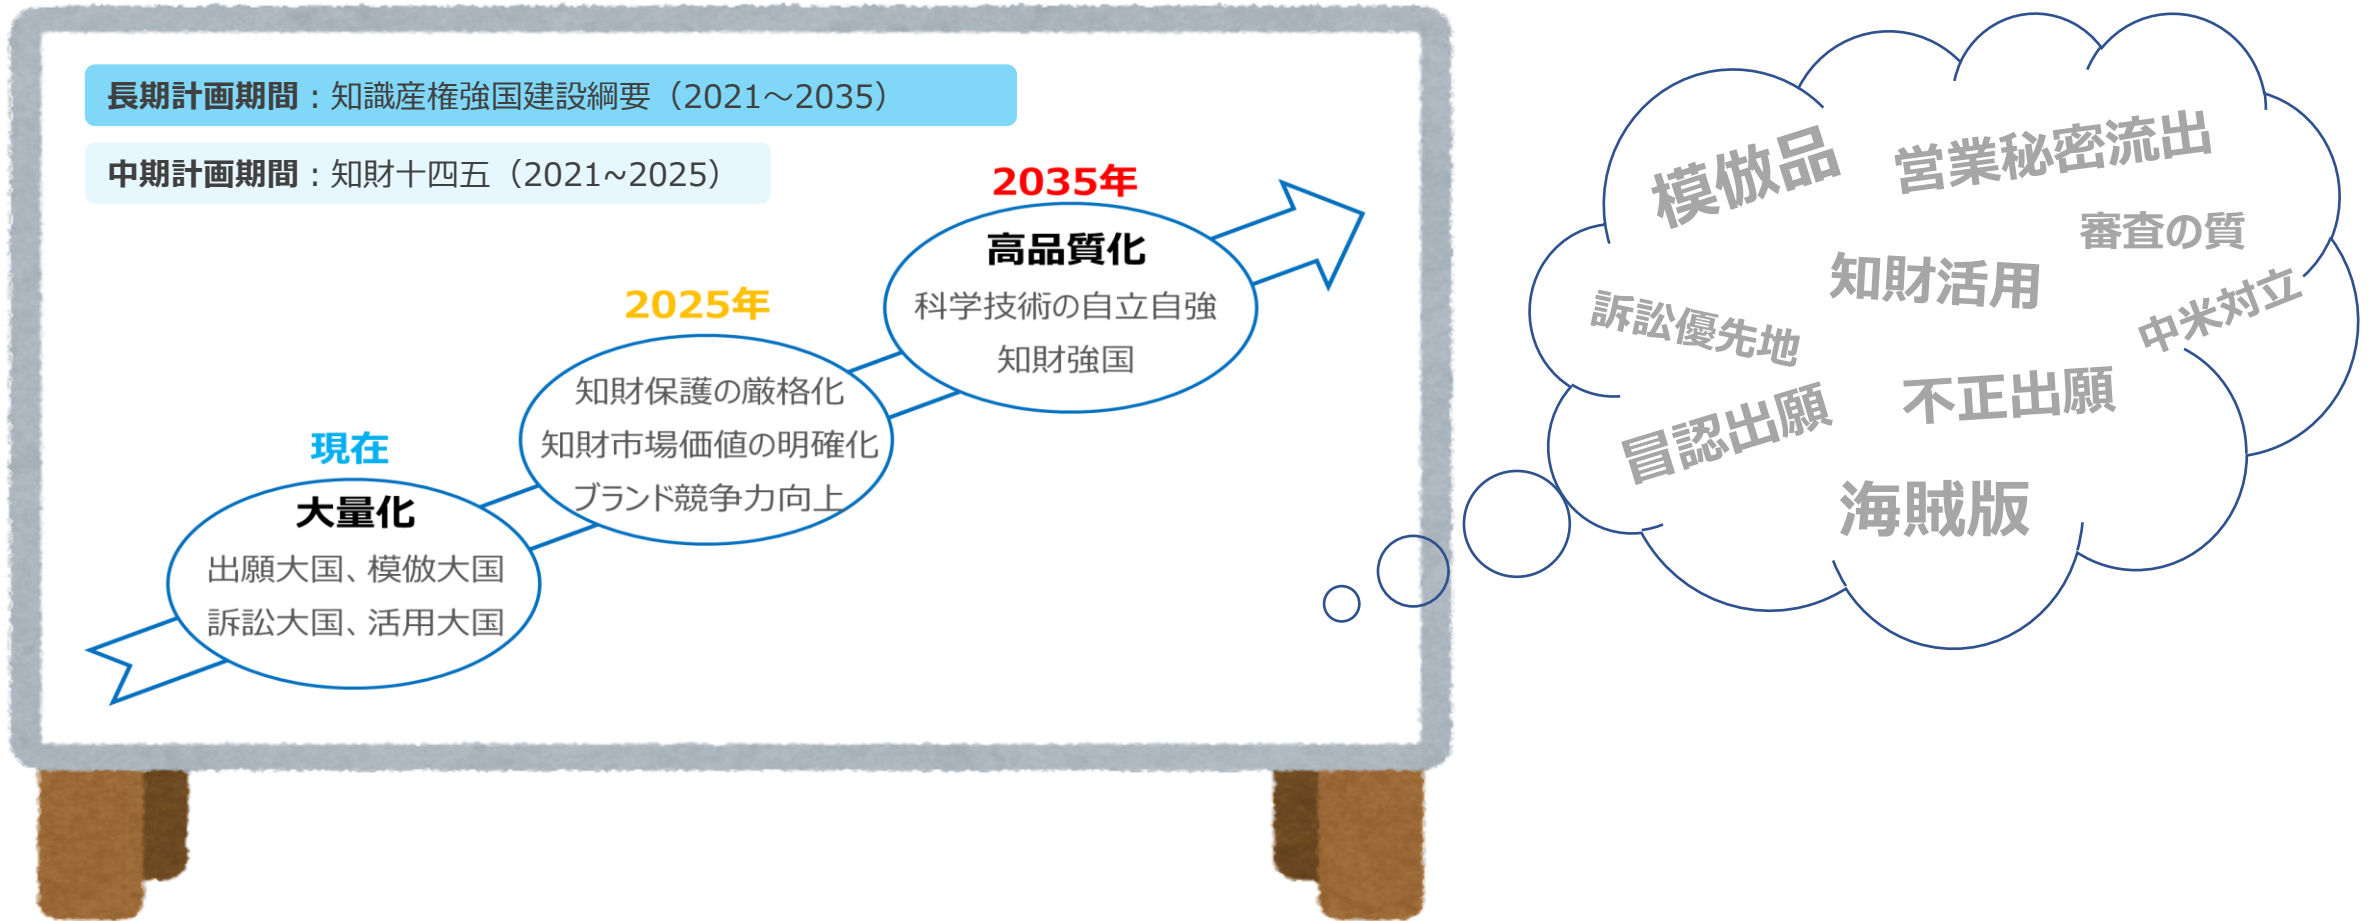 長期計画期間：知識産権強国建設綱要（2021～2035）
中期計画期間：知財十四五（2021~2025）
2035年
高品質化
科学技術の自立自強
知財強国
2025年
知財保護の厳格化
知財市場価値の明確化
ブランド競争力向上
現在
大量化
出願大国、模倣大国
訴訟大国、活用大国
模倣品
営業秘密流出
審査の質
知財活用
訴訟優先地
中米対立
不正出願
冒認出願
海賊版